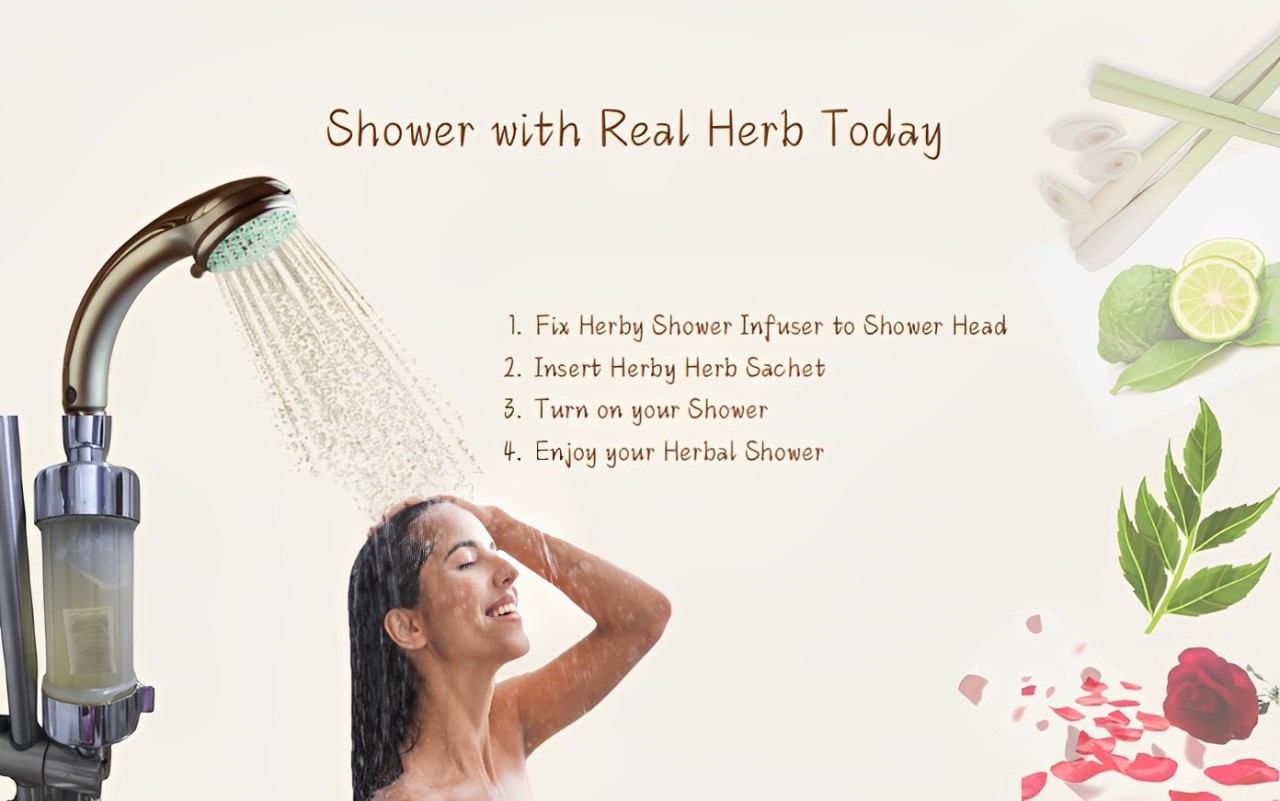 Shower with Real Herb Today
1. Fix Herby Shower Infuser to Shower Head
2. Insert Herby Herb Sachet
3. Turn on your Shower
4. Enjoy your Herbal Shower